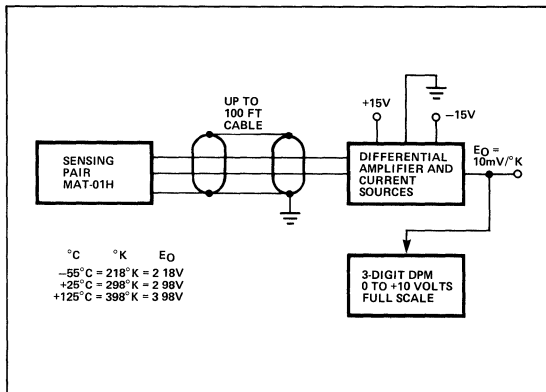 UP TO
100 FT
CABLE
+15V
−15V
SENSING
PAIR
MAT-01H
DIFFERENTIAL
AMPLIFIER AND
CURRENT
SOURCES
EO =
10mV/°K
3-DIGIT DPM
0 TO +10 VOLTS
FULL SCALE
°C °K EO
−55°C = 218°K = 2 18V
+25°C = 298°K = 2 98V
+125°C = 398°K = 3 98V